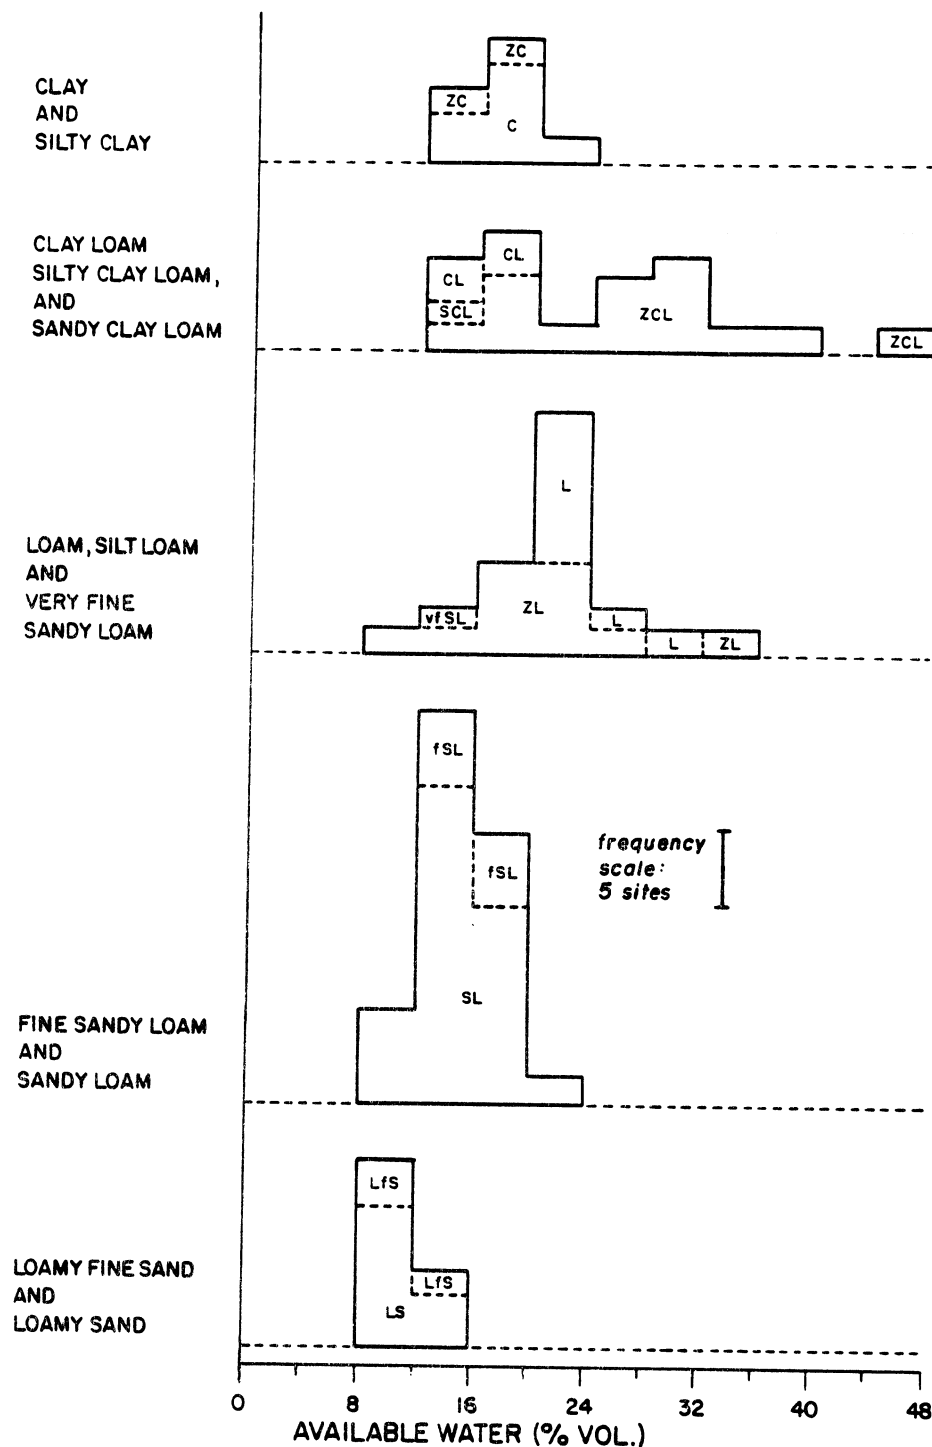 CLAY
AND
SILTY CLAY
ZC
ZC
C
CLAY LOAM
SILTY CLAY LOAM,
AND
SANDY CLAY LOAM
CL
CL
SCL
ZCL
ZCL
LOAM, SILT LOAM
AND
VERY FINE
SANDY LOAM
L
ZL
vfSL
L
L
ZL
FINE SANDY LOAM
AND
SANDY LOAM
fSL
fSL
SL
frequency
scale:
5 sites
LOAMY FINE SAND
AND
LOAMY SAND
LfS
LfS
LS
0 8 16 24 32 40 48
AVAILABLE WATER (% VOL.)